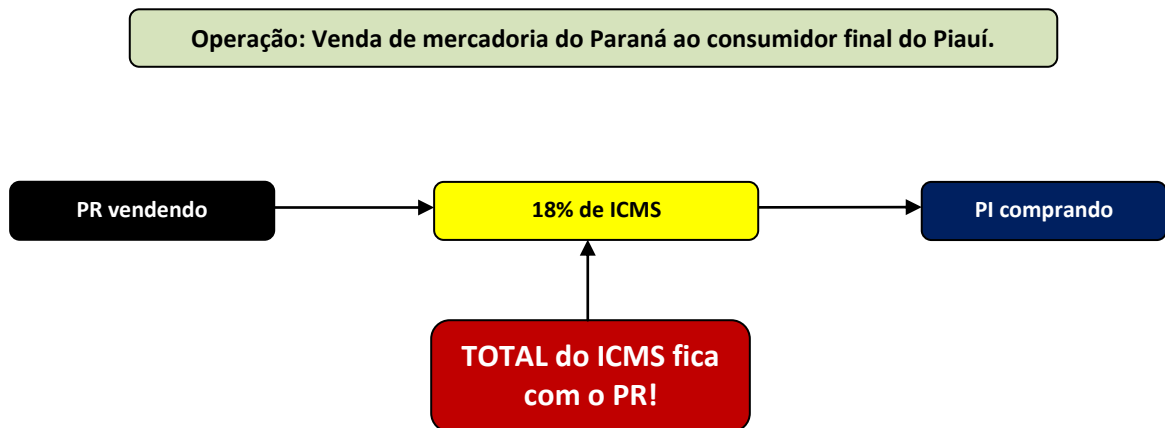 Operação: Venda de mercadoria do Paraná ao consumidor final do Piauí.
PR vendendo
18% de ICMS
PI comprando
TOTAL do ICMS fica
com o PR!